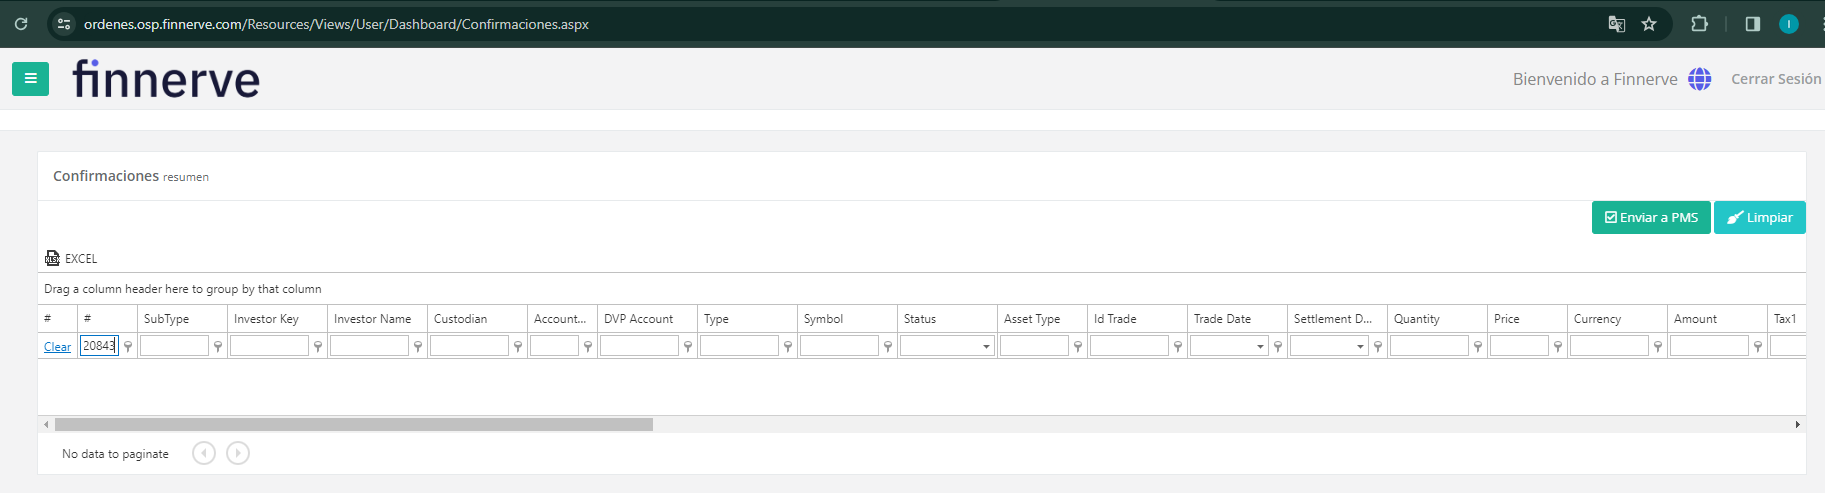 ordenes.osp.finnerve.com/Resources/Views/User/Dashboard/Confirmaciones.aspx
I
finnerve
Bienvenido a Finnerve
Cerrar Sesión
Confirmaciones resumen
Enviar a PMS
Limpiar
XLSX EXCEL
Drag a column header here to group by that column
# # SubType Investor Key Investor Name Custodian Account... DVP Account Type Symbol Status Asset Type Id Trade Trade Date Settlement D... Quantity Price Currency Amount Tax1
Clear 20843
No data to paginate